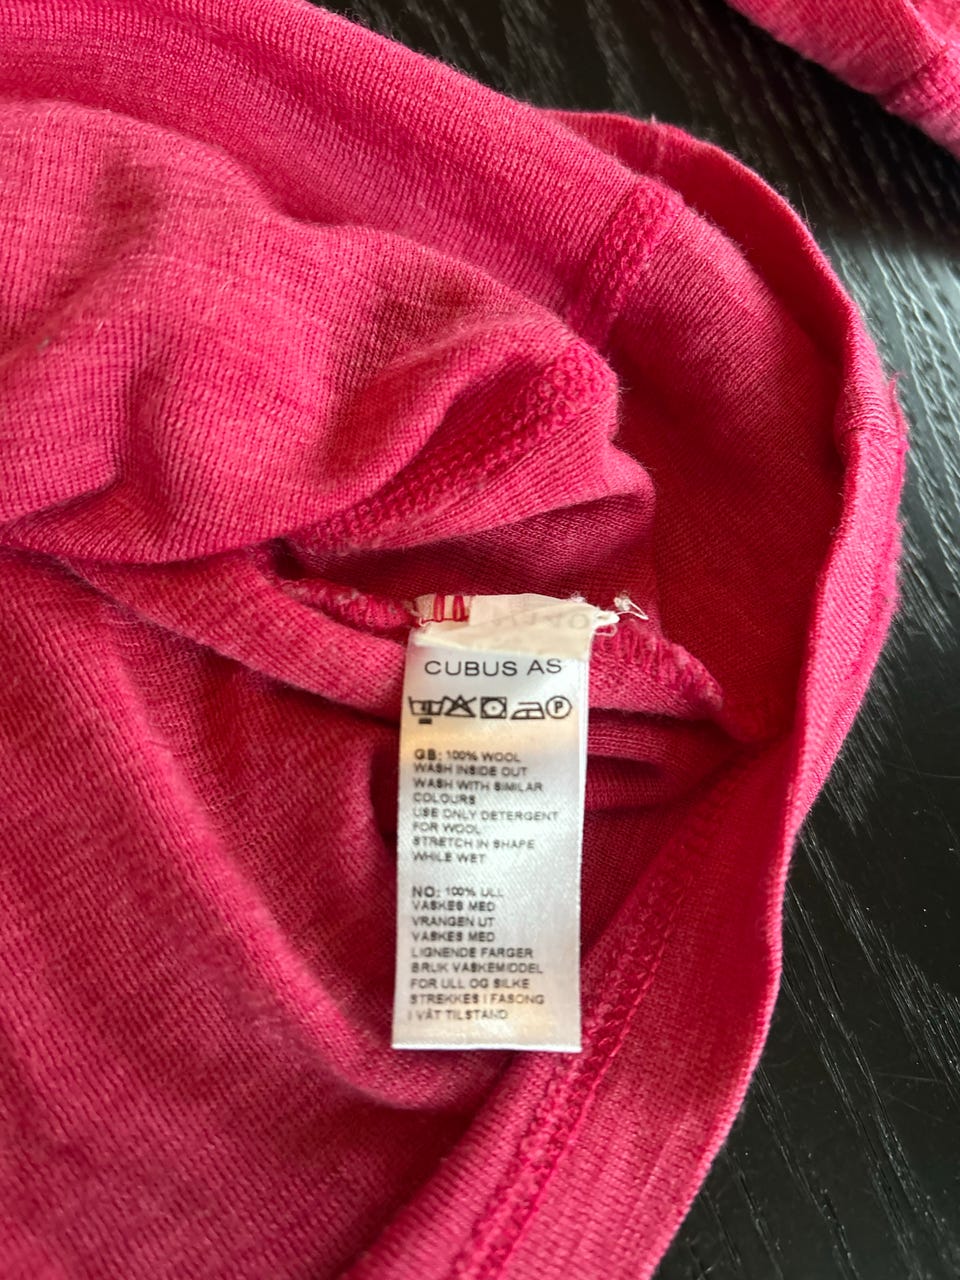 CUBUS AS
P
GB: 100% WOOL
WASH INSIDE OUT
WASH WITH SIMILAR
COLOURS
USE ONLY DETERGENT
FOR WOOL
STRETCH IN SHAPE
WHILE WET
NO: 100% ULL
VASKES MED
VRANGEN UT
VASKES MED
LIGNENDE FARGER
BRUK VASKEMIDDEL
FOR ULL OG SILKE
STREKKES I FASONG
I VÅT TILSTAND